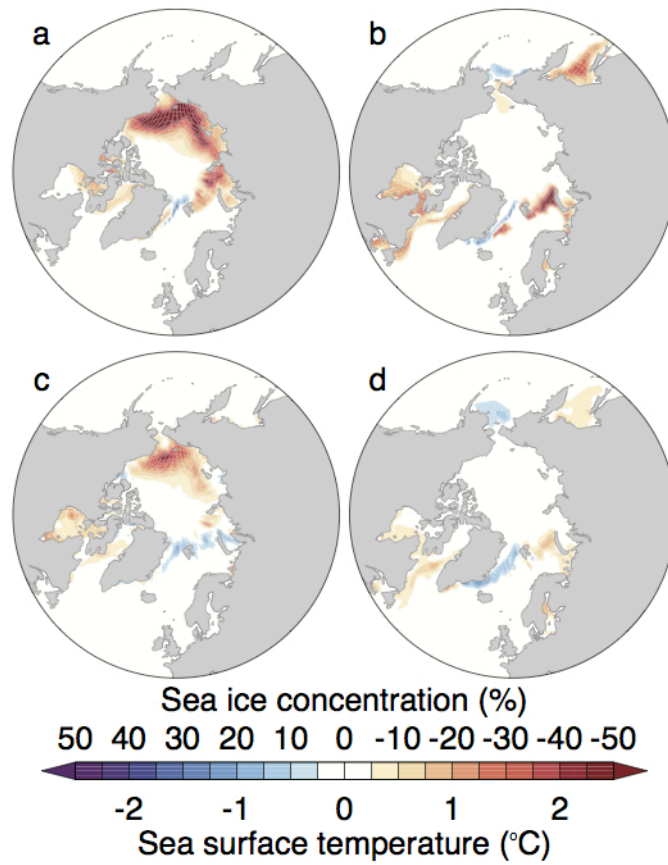 a b
c d
Sea ice concentration (%)
50 40 30 20 10 0 -10 -20 -30 -50
-2 -1 0 1 2
Sea surface temperature (°C)